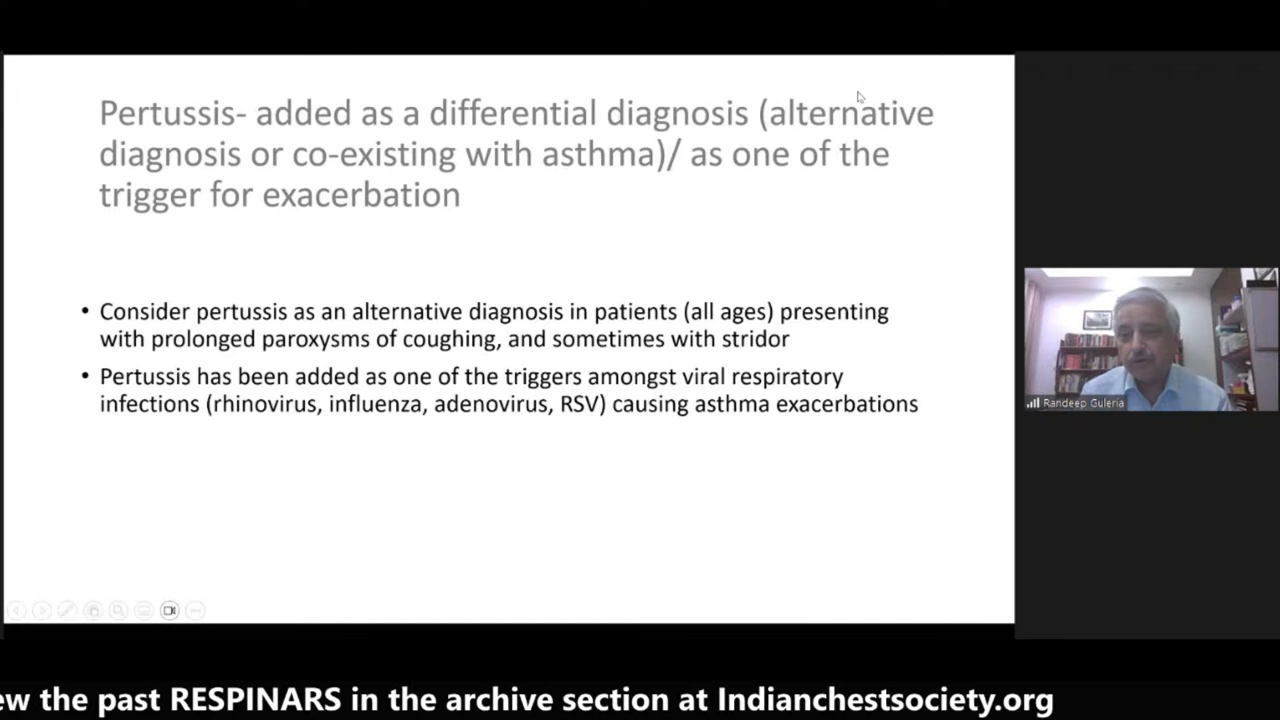 Pertussis- added as a differential diagnosis (alternative
diagnosis or co-existing with asthma)/ as one of the
trigger for exacerbation
• Consider pertussis as an alternative diagnosis in patients (all ages) presenting
with prolonged paroxysms of coughing, and sometimes with stridor
• Pertussis has been added as one of the triggers amongst viral respiratory
infections (rhinovirus, influenza, adenovirus, RSV) causing asthma exacerbations
Randeep Guleria
ew the past RESPINARS in the archive section at Indianchestsociety.org